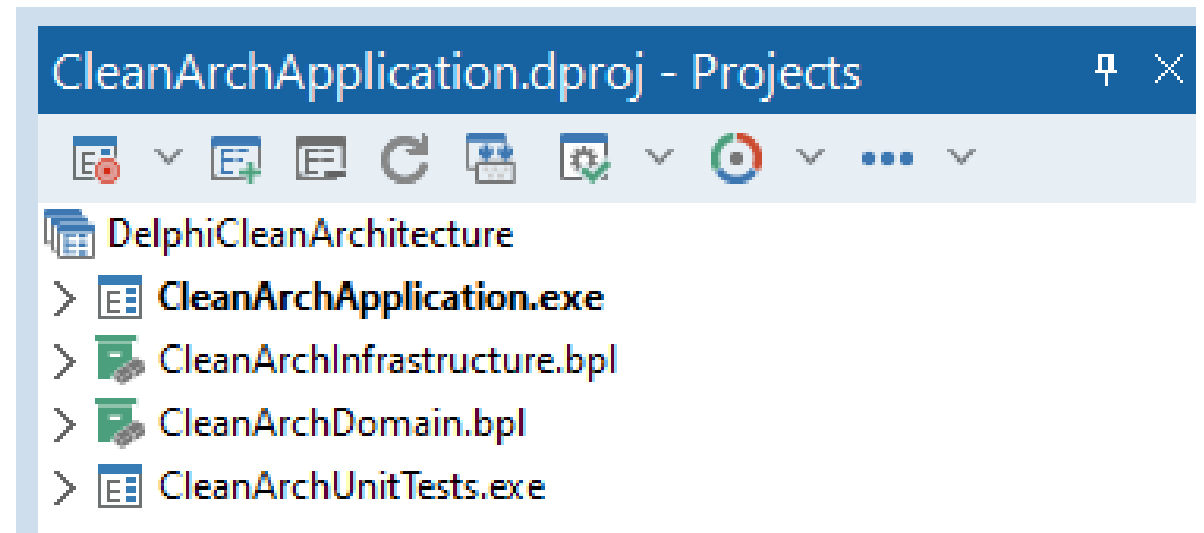 CleanArchApplication.dproj - Projects
DelphiCleanArchitecture
CleanArchApplication.exe
CleanArchInfrastructure.bpl
CleanArchDomain.bpl
CleanArchUnitTests.exe